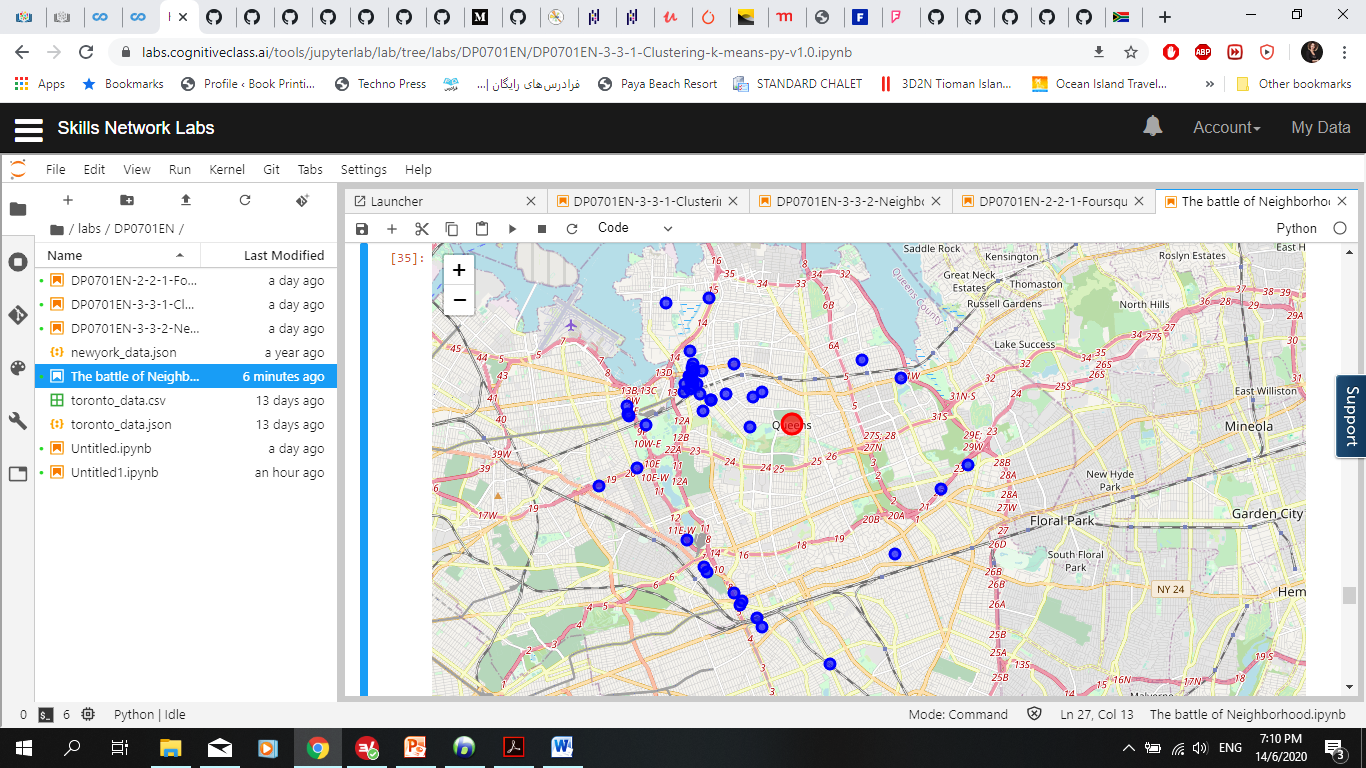 labs.cognitiveclass.ai/tools/jupyterlab/lab/tree/labs/DP0701EN/DP0701EN-3-3-1-Clustering-k-means-py-v1.0.ipynb
Apps Bookmarks Profile ‹ Book Printi... Techno Press فرادرس‌های رایگان |... Paya Beach Resort STANDARD CHALET 3D2N Tioman Islan... Ocean Island Travel... » Other bookmarks
Skills Network Labs Account My Data
File Edit View Run Kernel Git Tabs Settings Help
Launcher DP0701EN-3-3-1-Clusterin DP0701EN-3-3-2-Neighbo DP0701EN-2-2-1-Foursqu The battle of Neighborhoo
/ labs / DP0701EN /
Code Python
Name Last Modified
DP0701EN-2-2-1-Fo... a day ago
DP0701EN-3-3-1-Cl... a day ago
DP0701EN-3-3-2-Ne... a day ago
newyork_data.json a year ago
The battle of Neighb... 6 minutes ago
toronto_data.csv 13 days ago
toronto_data.json 13 days ago
Untitled.ipynb a day ago
Untitled1.ipynb an hour ago
[35]:
+
−
Saddle Rock
Kensington
Roslyn Estates
East H
Great Neck
Estates
Thomaston
Russell Gardens
North Hills
Queens County
Lake Success
East Williston
Mineola
Queens
New Hyde
Park
Garden City
Floral Park
South Floral
Park
NY 24
Hem
Malverne
Support
0 6 Python | Idle Mode: Command Ln 27, Col 13 The battle of Neighborhood.ipynb
ENG
7:10 PM
14/6/2020
3